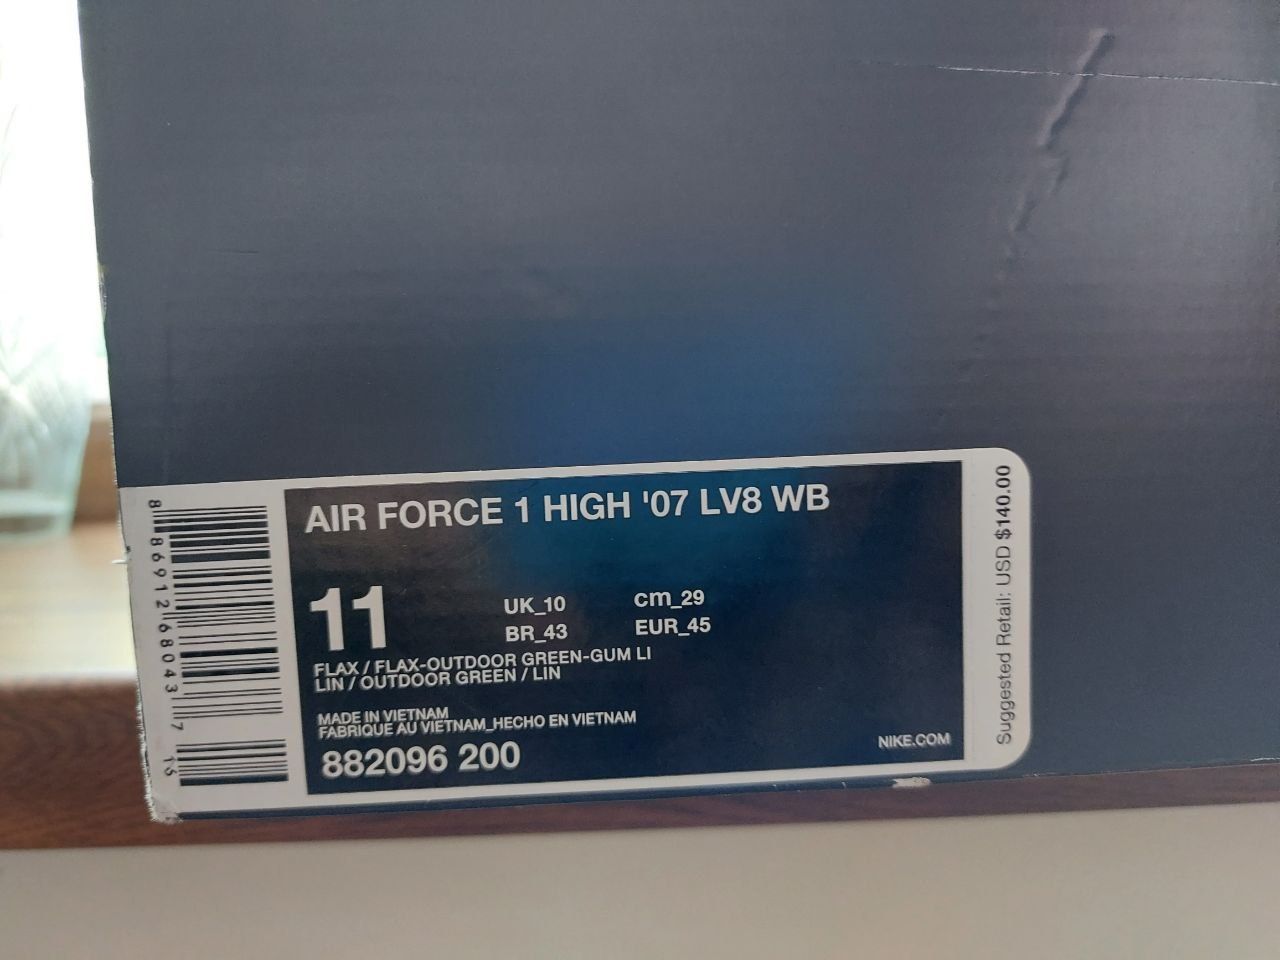 AIR FORCE 1 HIGH '07 LV8 WB
11
UK_10 cm_29
BR_43 EUR_45
FLAX / FLAX-OUTDOOR GREEN-GUM LI
LIN / OUTDOOR GREEN / LIN
MADE IN VIETNAM
FABRIQUE AU VIETNAM_HECHO EN VIETNAM
882096 200
NIKE.COM
Suggested Retail: USD $140.00
8 86912 68043 7 16